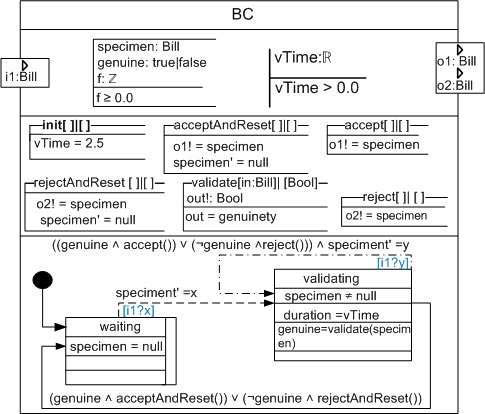 BC
specimen: Bill
genuine: true|false
f: ℤ
f ≥ 0.0
vTime:ℝ
vTime > 0.0
i1:Bill
o1: Bill
o2:Bill
init[ ]|[ ]
vTime = 2.5
acceptAndReset[ ]|[ ]
o1! = specimen
specimen' = null
accept[ ]|[ ]
o1! = specimen
rejectAndReset [ ]|[ ]
o2! = specimen
specimen' = null
validate[in:Bill]| [Bool]
out!: Bool
out = genuinety
reject[ ]| [ ]
o2! = specimen
((genuine ∧ accept()) ∨ (¬genuine ∧reject())) ∧ speciment' =y
[i1?y]
validating
specimen ≠ null
duration =vTime
genuine=validate(specim
en)
speciment' =x
[i1?x]
waiting
specimen = null
(genuine ∧ acceptAndReset()) ∨ (¬genuine ∧ rejectAndReset())